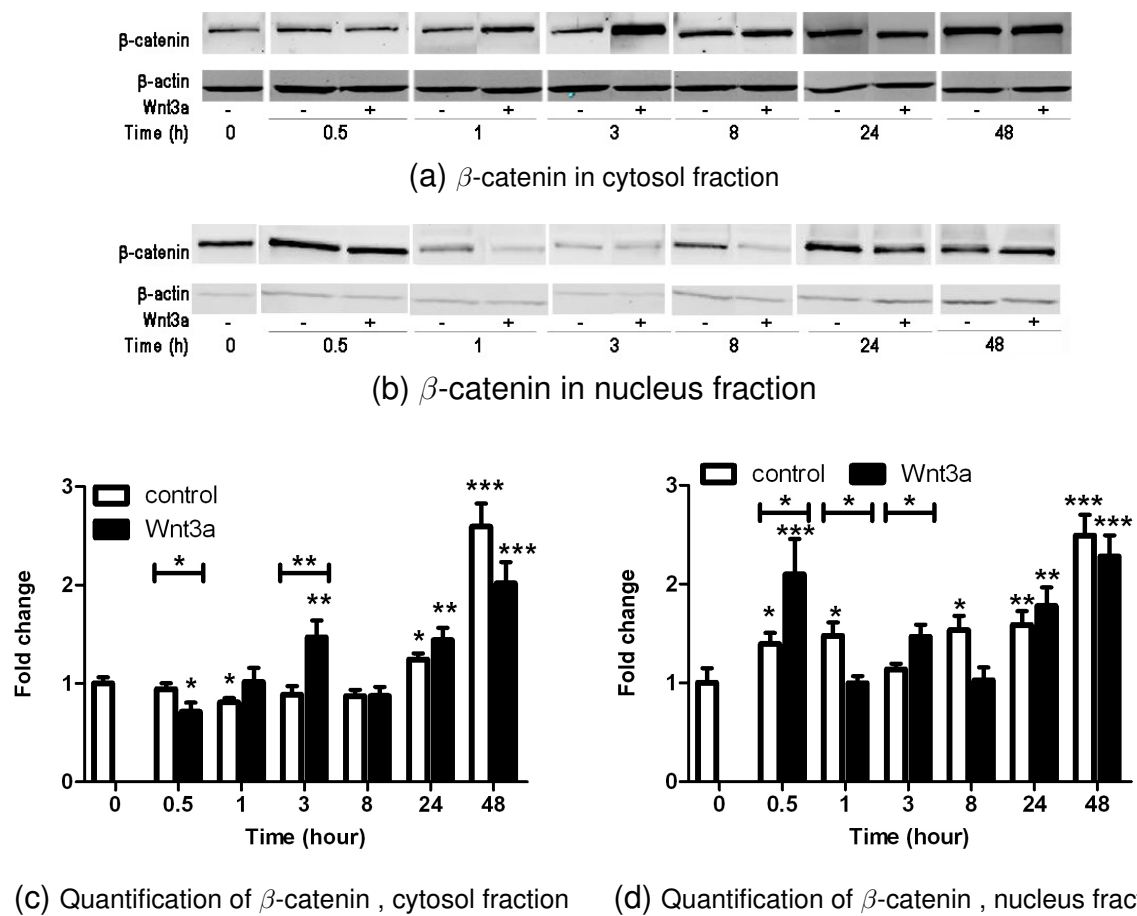 β-catenin
β-actin
Wnt3a - - + - + - + - + - + - +
Time (h) 0 0.5 1 3 8 24 48
(a) β-catenin in cytosol fraction
β-catenin
β-actin
Wnt3a - - + - + - + - + - + - +
Time (h) 0 0.5 1 3 8 24 48
(b) β-catenin in nucleus fraction
control
Wnt3a
Fold change
3
2
1
0
* ** *** *** ** ** * * *
0 0.5 1 3 8 24 48
Time (hour)
(c) Quantification of β-catenin , cytosol fraction
control Wnt3a
Fold change
3
2
1
0
* * * *** *** *** * * * ** **
0 0.5 1 3 8 24 48
Time (hour)
(d) Quantification of β-catenin , nucleus frac